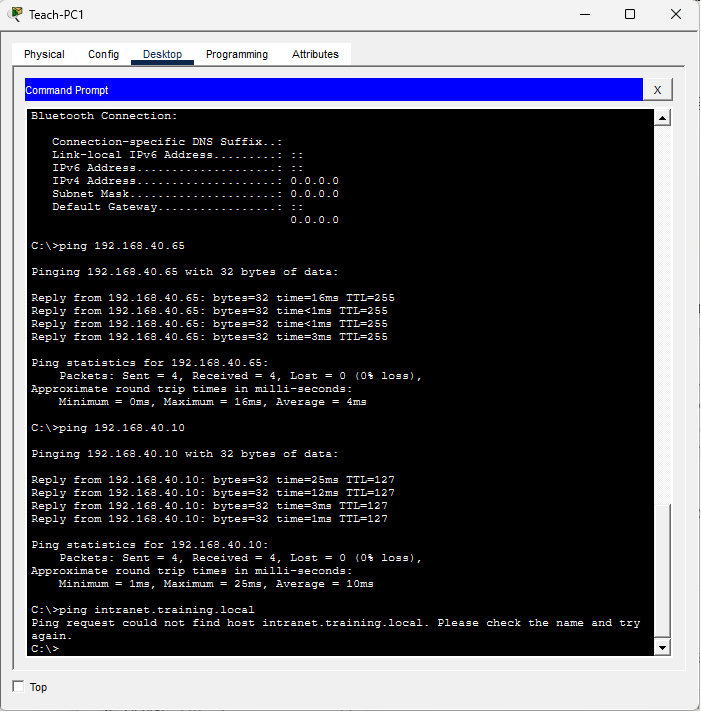 Teach-PC1
Physical Config Desktop Programming Attributes
Command Prompt X
Bluetooth Connection:
Connection-specific DNS Suffix..:
Link-local IPv6 Address.........: ::
IPv6 Address....................: ::
IPv4 Address....................: 0.0.0.0
Subnet Mask.....................: 0.0.0.0
Default Gateway.................: ::
0.0.0.0
C:\>ping 192.168.40.65
Pinging 192.168.40.65 with 32 bytes of data:
Reply from 192.168.40.65: bytes=32 time=16ms TTL=255
Reply from 192.168.40.65: bytes=32 time<1ms TTL=255
Reply from 192.168.40.65: bytes=32 time<1ms TTL=255
Reply from 192.168.40.65: bytes=32 time=3ms TTL=255
Ping statistics for 192.168.40.65:
Packets: Sent = 4, Received = 4, Lost = 0 (0% loss),
Approximate round trip times in milli-seconds:
Minimum = 0ms, Maximum = 16ms, Average = 4ms
C:\>ping 192.168.40.10
Pinging 192.168.40.10 with 32 bytes of data:
Reply from 192.168.40.10: bytes=32 time=25ms TTL=127
Reply from 192.168.40.10: bytes=32 time=12ms TTL=127
Reply from 192.168.40.10: bytes=32 time=3ms TTL=127
Reply from 192.168.40.10: bytes=32 time=1ms TTL=127
Ping statistics for 192.168.40.10:
Packets: Sent = 4, Received = 4, Lost = 0 (0% loss),
Approximate round trip times in milli-seconds:
Minimum = 1ms, Maximum = 25ms, Average = 10ms
C:\>ping intranet.training.local
Ping request could not find host intranet.training.local. Please check the name and try
again.
C:\>
Top